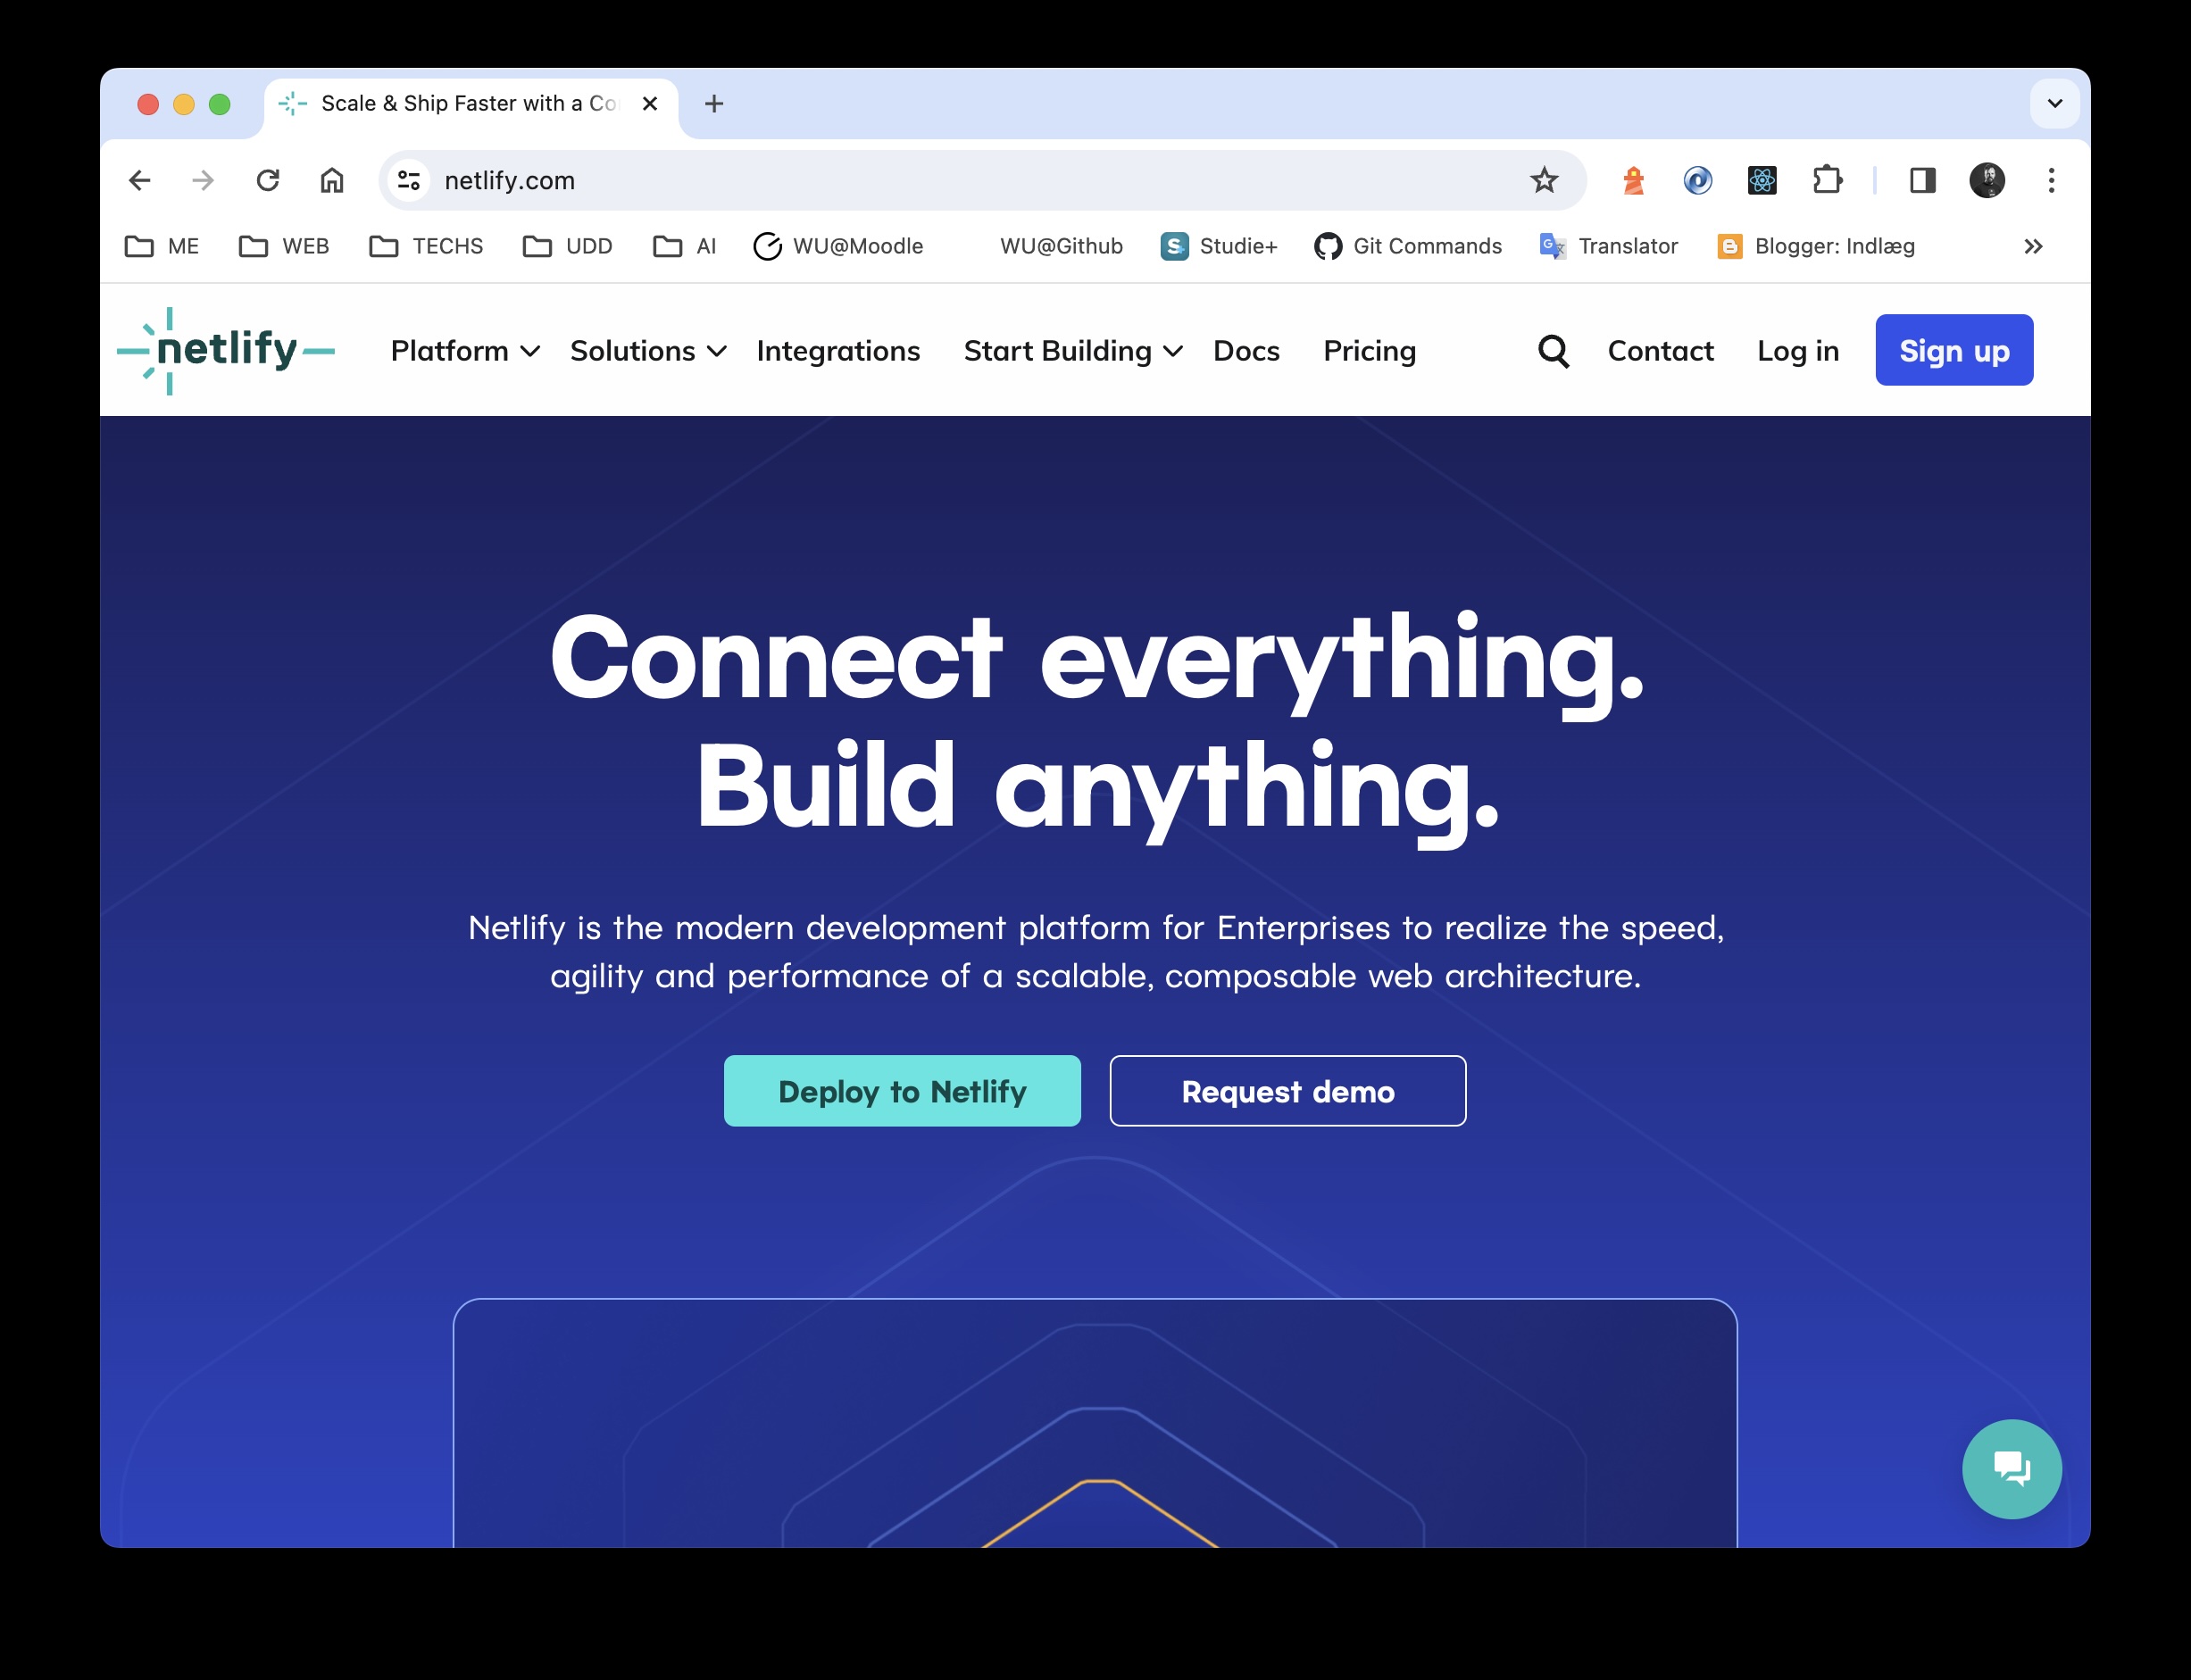 Scale & Ship Faster with a Co
netlify.com
ME WEB TECHS UDD AI WU@Moodle WU@Github Studie+ Git Commands Translator Blogger: Indlæg
netlify Platform Solutions Integrations Start Building Docs Pricing Contact Log in Sign up
Connect everything.
Build anything.
Netlify is the modern development platform for Enterprises to realize the speed,
agility and performance of a scalable, composable web architecture.
Deploy to Netlify Request demo